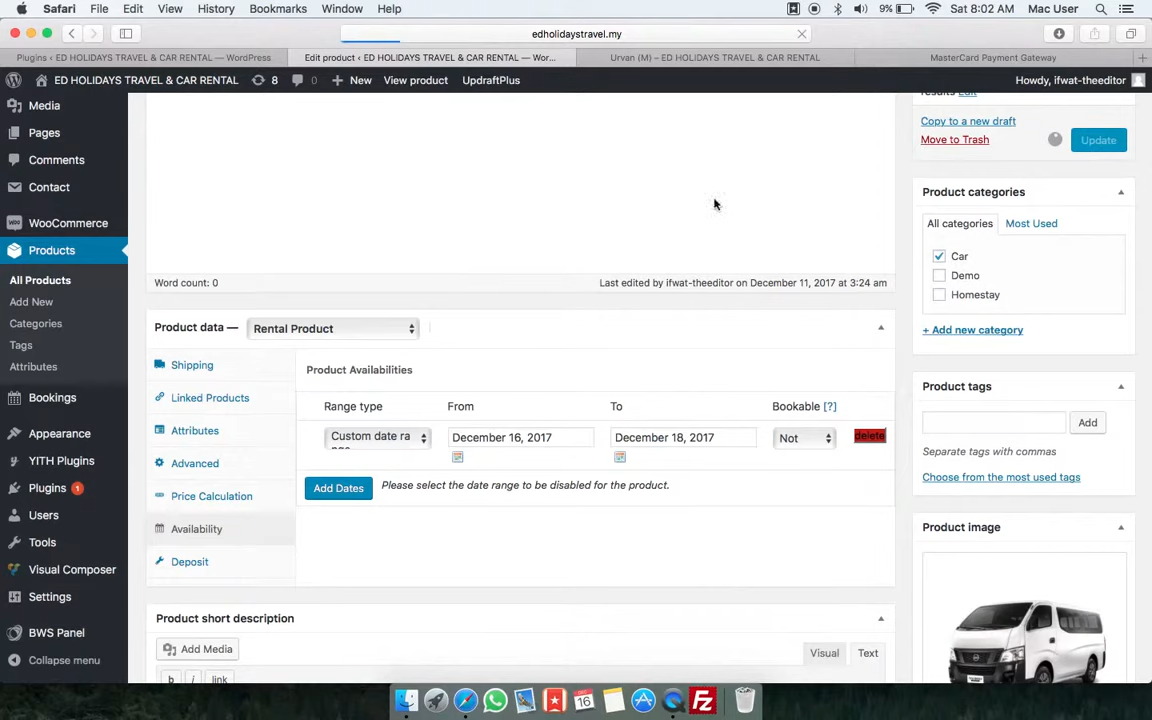 Safari File Edit View History Bookmarks Window Help 9% Sat 8:02 AM Mac User
edholidaystravel.my
Plugins ‹ ED HOLIDAYS TRAVEL & CAR RENTAL — WordPress Edit product ‹ ED HOLIDAYS TRAVEL & CAR RENTAL — Wor... Urvan (M) – ED HOLIDAYS TRAVEL & CAR RENTAL MasterCard Payment Gateway
ED HOLIDAYS TRAVEL & CAR RENTAL 8 0 New View product UpdraftPlus Howdy, ifwat-theeditor
Media
Pages
Comments
Contact
WooCommerce
Products
All Products
Add New
Categories
Tags
Attributes
Bookings
Appearance
YITH Plugins
Plugins 1
Users
Tools
Visual Composer
Settings
BWS Panel
Collapse menu
Word count: 0 Last edited by ifwat-theeditor on December 11, 2017 at 3:24 am
Product data — Rental Product
Shipping
Linked Products
Attributes
Advanced
Price Calculation
Availability
Deposit
Product Availabilities
Range type From To Bookable [?]
Custom date ra December 16, 2017 December 18, 2017 Not delete
Add Dates Please select the date range to be disabled for the product.
Product short description
Add Media Visual Text
b i link
results Edit
Copy to a new draft
Move to Trash Update
Product categories
All categories Most Used
Car
Demo
Homestay
+ Add new category
Product tags
Add
Separate tags with commas
Choose from the most used tags
Product image
16
Fz